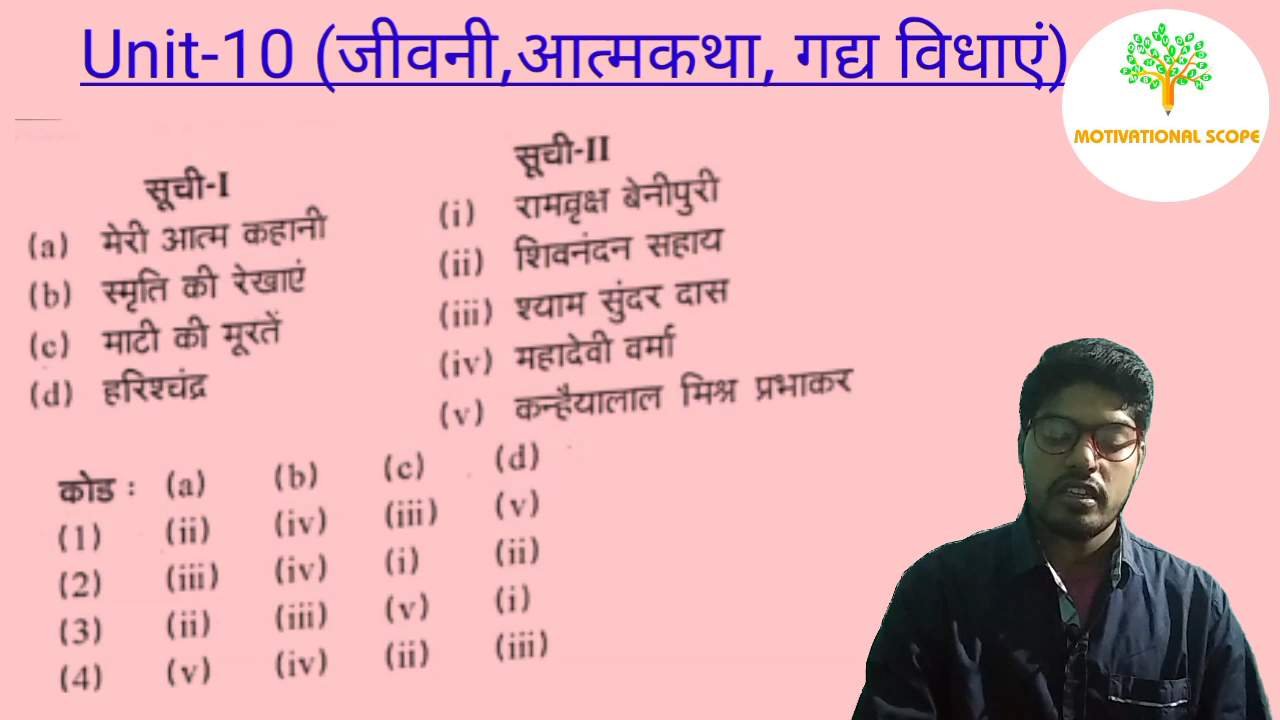 Unit-10 (जीवनी,आत्मकथा, गद्य विधाएं)
MOTIVATIONAL SCOPE
सूची-I सूची-II
(a) मेरी आत्म कहानी (i) रामवृक्ष बेनीपुरी
(b) स्मृति की रेखाएं (ii) शिवनंदन सहाय
(c) माटी की मूरतें (iii) श्याम सुंदर दास
(d) हरिश्चंद्र (iv) महादेवी वर्मा
(v) कन्हैयालाल मिश्र प्रभाकर
कोड : (a) (b) (c) (d)
(1) (ii) (iv) (iii) (v)
(2) (iii) (iv) (i) (ii)
(3) (ii) (iii) (v) (i)
(4) (v) (iv) (ii) (iii)